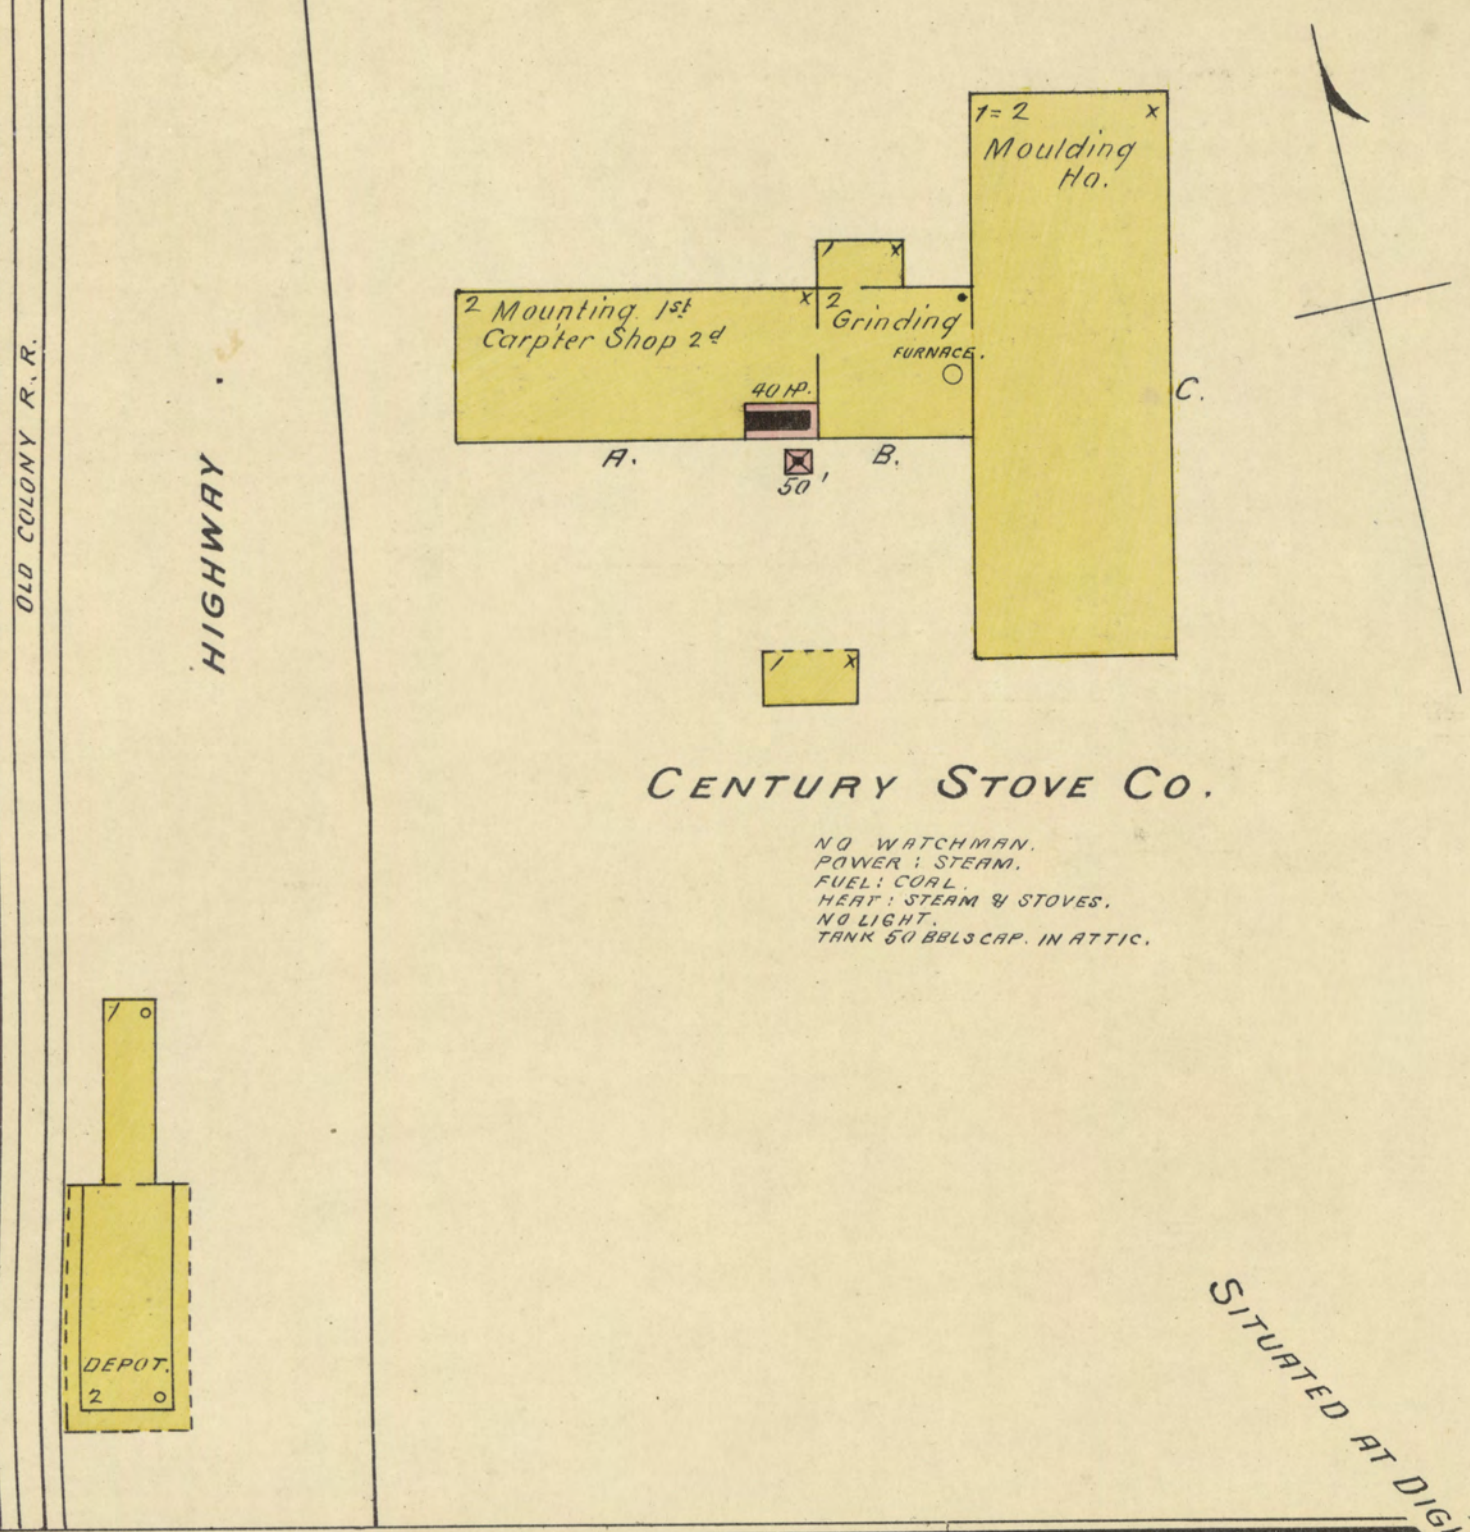 OLD COLONY R.R.
HIGHWAY
1=2 x
Moulding
Ho.
1 x
2 Mounting 1st x
Carp'ter Shop 2d
2
Grinding
FURNACE.
40 HP.
A.
B.
C.
50'
1 x
CENTURY STOVE CO.
NO WATCHMAN.
POWER : STEAM.
FUEL : COAL.
HEAT : STEAM & STOVES.
NO LIGHT.
TANK 50 BBLS CAP. IN ATTIC.
1 o
DEPOT.
2 o
SITUATED AT DIG